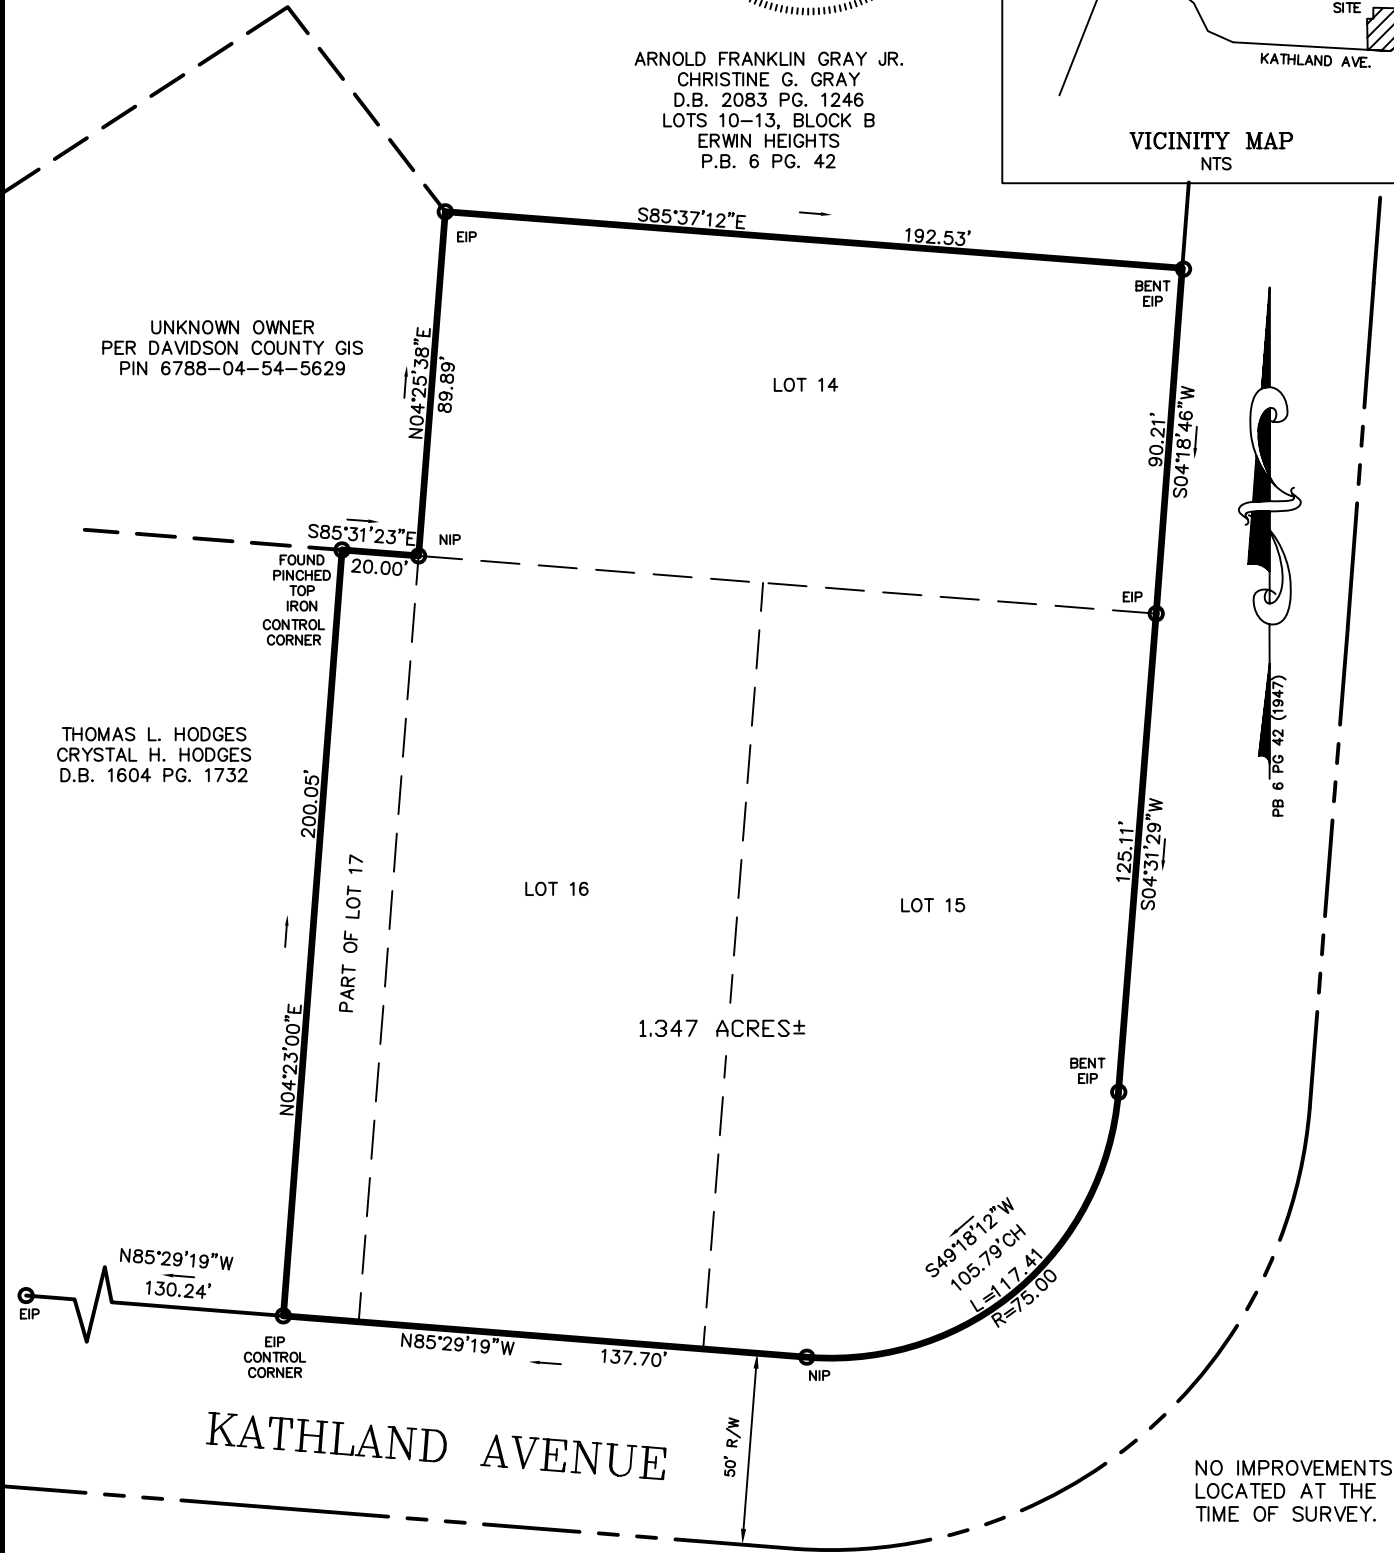 SITE
KATHLAND AVE.
VICINITY MAP
NTS
ARNOLD FRANKLIN GRAY JR.
CHRISTINE G. GRAY
D.B. 2083 PG. 1246
LOTS 10-13, BLOCK B
ERWIN HEIGHTS
P.B. 6 PG. 42
S85°37'12"E
192.53'
EIP
BENT
EIP
UNKNOWN OWNER
PER DAVIDSON COUNTY GIS
PIN 6788-04-54-5629
N04°25'38"E
89.89'
LOT 14
90.21'
S04°18'46"W
S85°31'23"E
20.00'
NIP
FOUND
PINCHED
TOP
IRON
CONTROL
CORNER
EIP
PB 6 PG 42 (1947)
THOMAS L. HODGES
CRYSTAL H. HODGES
D.B. 1604 PG. 1732
200.05'
N04°23'00"E
PART OF LOT 17
LOT 16
LOT 15
125.11'
S04°31'29"W
1.347 ACRES±
BENT
EIP
S49°18'12"W
105.79'CH
L=117.41
R=75.00
N85°29'19"W
130.24'
EIP
EIP
CONTROL
CORNER
N85°29'19"W
137.70'
NIP
50' R/W
KATHLAND AVENUE
NO IMPROVEMENTS
LOCATED AT THE
TIME OF SURVEY.